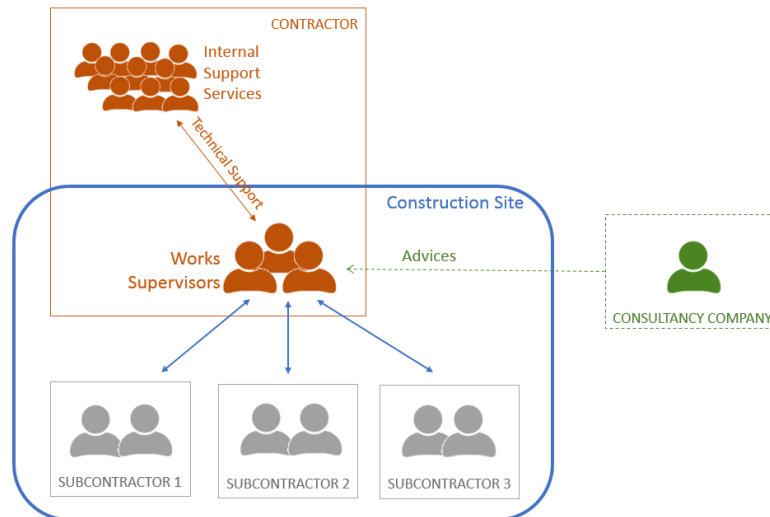 CONTRACTOR
Internal
Support
Services
Technical Support
Construction Site
Works
Supervisors
Advices
CONSULTANCY COMPANY
SUBCONTRACTOR 1
SUBCONTRACTOR 2
SUBCONTRACTOR 3